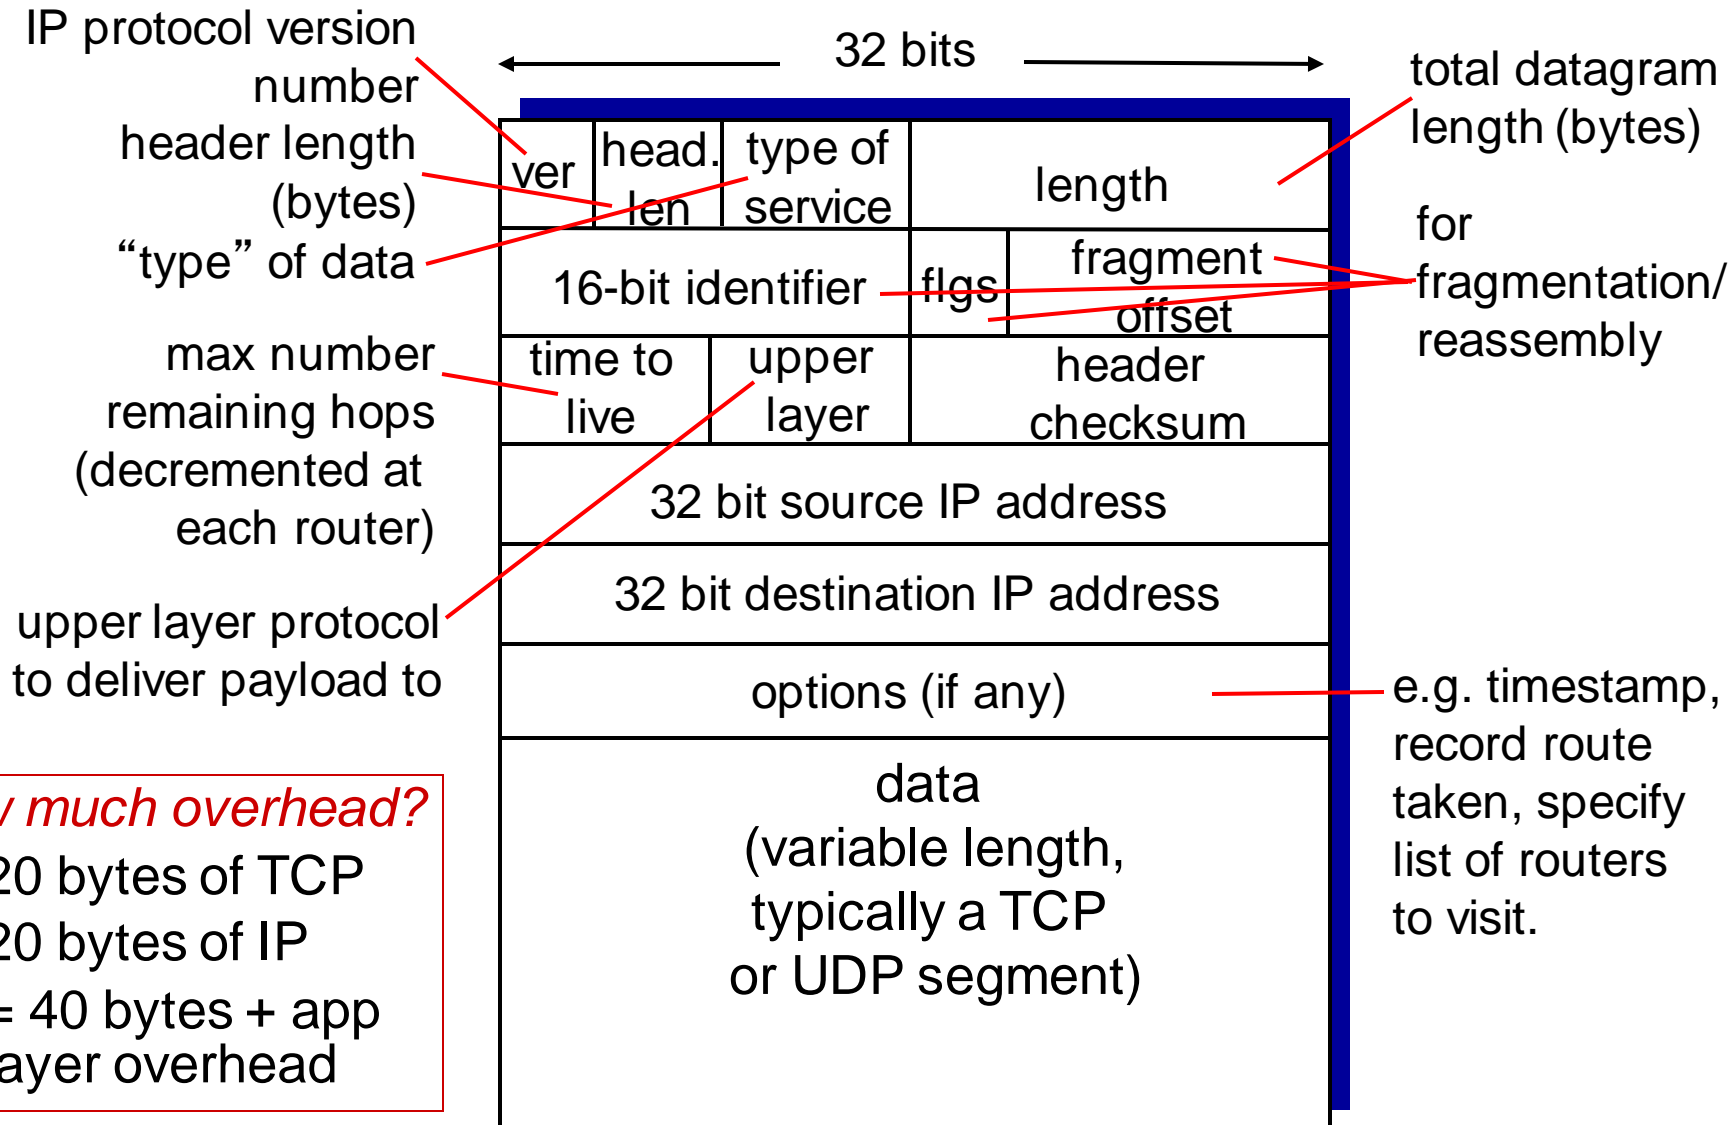 IP protocol version
number
header length
(bytes)
“type” of data
max number
remaining hops
(decremented at
each router)
upper layer protocol
to deliver payload to
32 bits
ver
head.
len
type of
service
length
16-bit identifier
flgs
fragment
offset
time to
live
upper
layer
header
checksum
32 bit source IP address
32 bit destination IP address
options (if any)
data
(variable length,
typically a TCP
or UDP segment)
total datagram
length (bytes)
for
fragmentation/
reassembly
e.g. timestamp,
record route
taken, specify
list of routers
to visit.
much overhead?
20 bytes of TCP
20 bytes of IP
= 40 bytes + app
ayer overhead